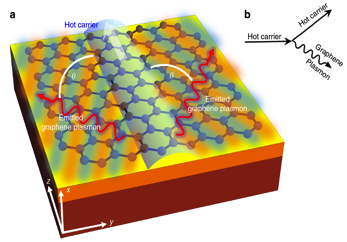 a
Hot carrier
θ
θ
Emitted
graphene plasmon
Emitted
graphene plasmon
z
x
y
b
Hot carrier
Hot carrier
Graphene
Plasmon